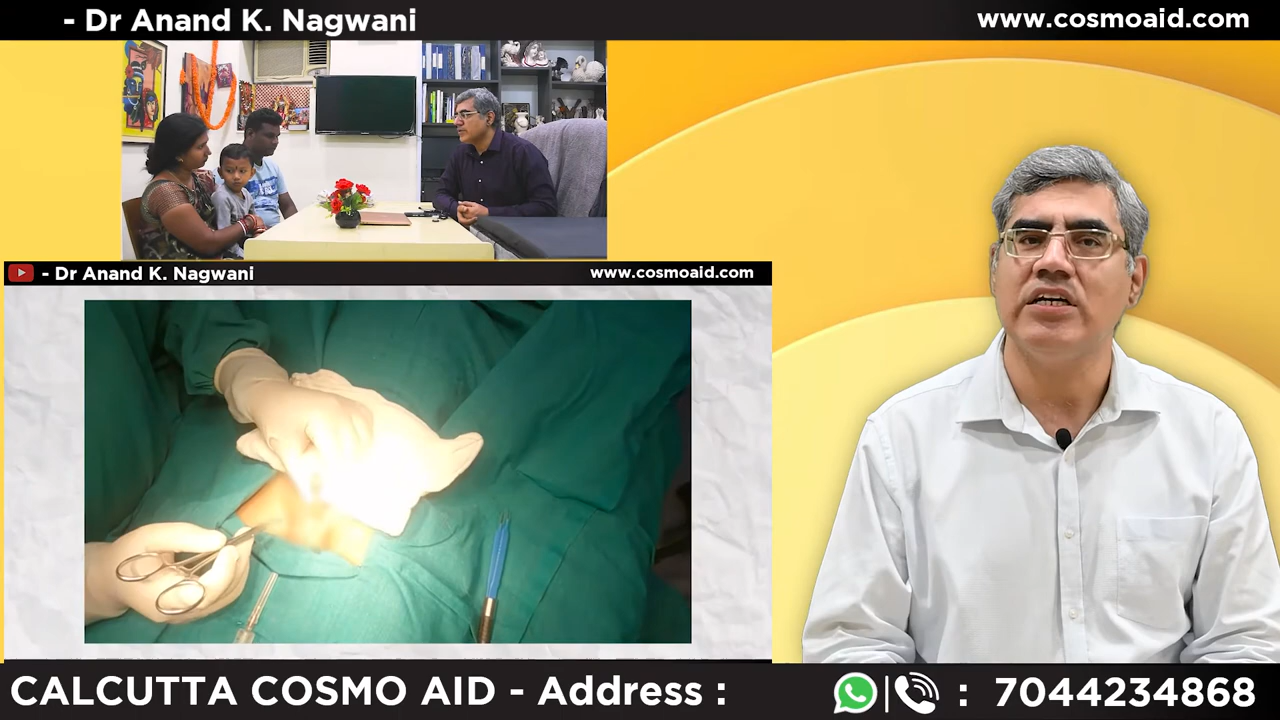 - Dr Anand K. Nagwani
www.cosmoaid.com
- Dr Anand K. Nagwani
www.cosmoaid.com
CALCUTTA COSMO AID - Address :
: 7044234868